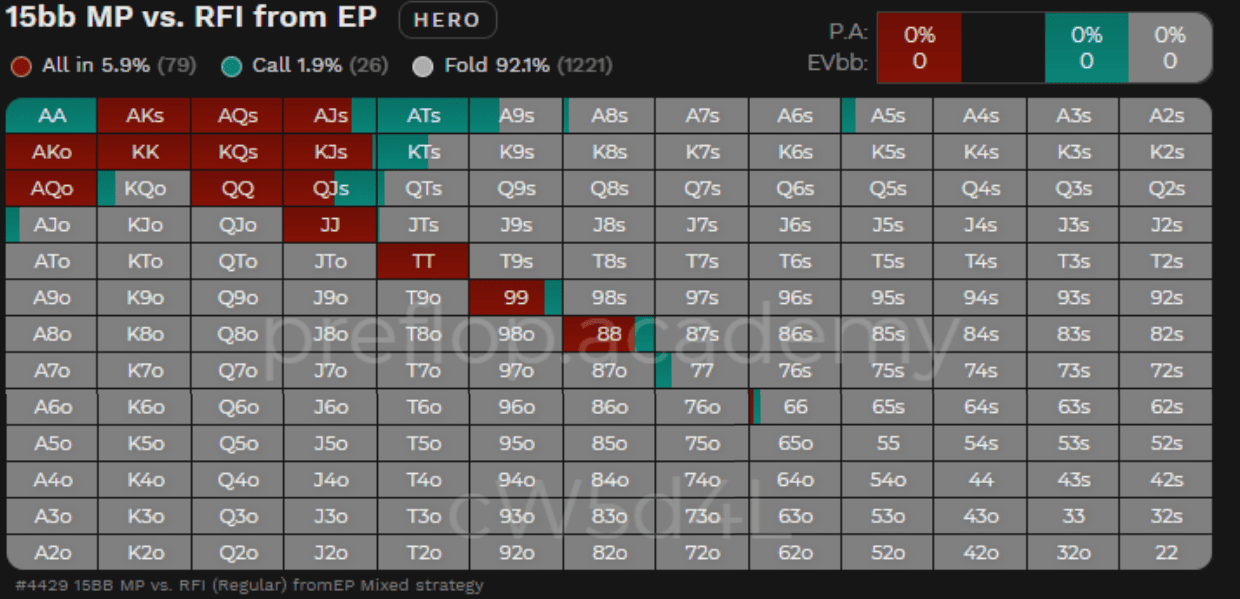 15bb MP vs. RFI from EP HERO
P.A: 0% 0% 0%
EVbb: 0 0 0
All in 5.9% (79) Call 1.9% (26) Fold 92.1% (1221)
AA AKs AQs AJs ATs A9s A8s A7s A6s A5s A4s A3s A2s
AKo KK KQs KJs KTs K9s K8s K7s K6s K5s K4s K3s K2s
AQo KQo QQ QJs QTs Q9s Q8s Q7s Q6s Q5s Q4s Q3s Q2s
AJo KJo QJo JJ JTs J9s J8s J7s J6s J5s J4s J3s J2s
ATo KTo QTo JTo TT T9s T8s T7s T6s T5s T4s T3s T2s
A9o K9o Q9o J9o T9o 99 98s 97s 96s 95s 94s 93s 92s
A8o K8o Q8o J8o T8o 98o 88 87s 86s 85s 84s 83s 82s
preflop.academy
A7o K7o Q7o J7o T7o 97o 87o 77 76s 75s 74s 73s 72s
A6o K6o Q6o J6o T6o 96o 86o 76o 66 65s 64s 63s 62s
A5o K5o Q5o J5o T5o 95o 85o 75o 65o 55 54s 53s 52s
A4o K4o Q4o J4o T4o 94o 84o 74o 64o 54o 44 43s 42s
cW5d74L
A3o K3o Q3o J3o T3o 93o 83o 73o 63o 53o 43o 33 32s
A2o K2o Q2o J2o T2o 92o 82o 72o 62o 52o 42o 32o 22
#4429 15BB MP vs. RFI (Regular) fromEP Mixed strategy